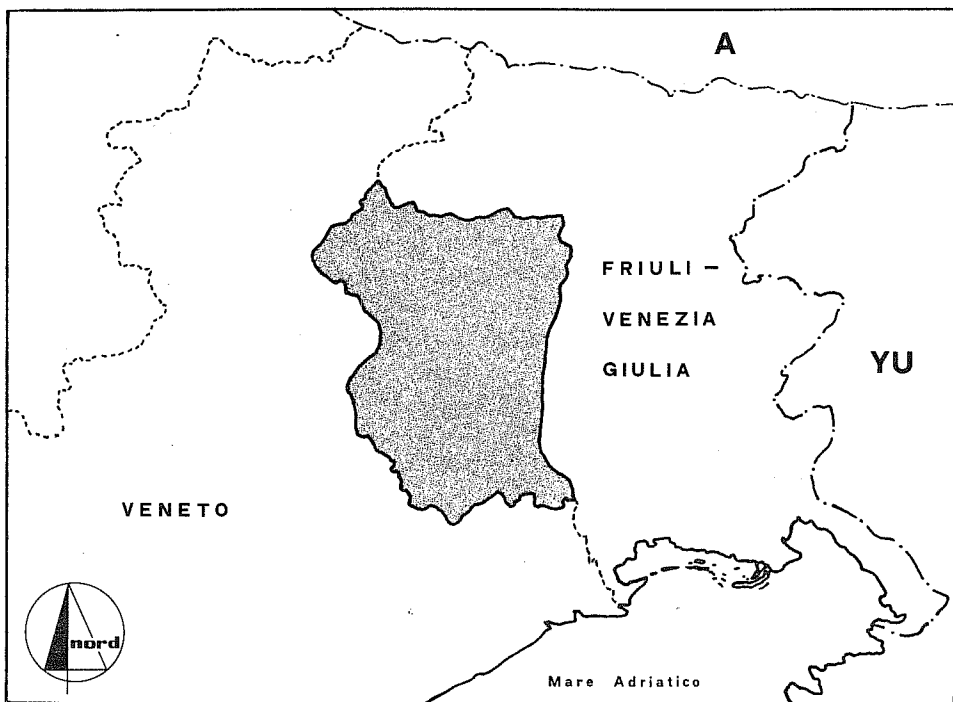 A
FRIULI –
VENEZIA
GIULIA
YU
VENETO
nord
Mare Adriatico